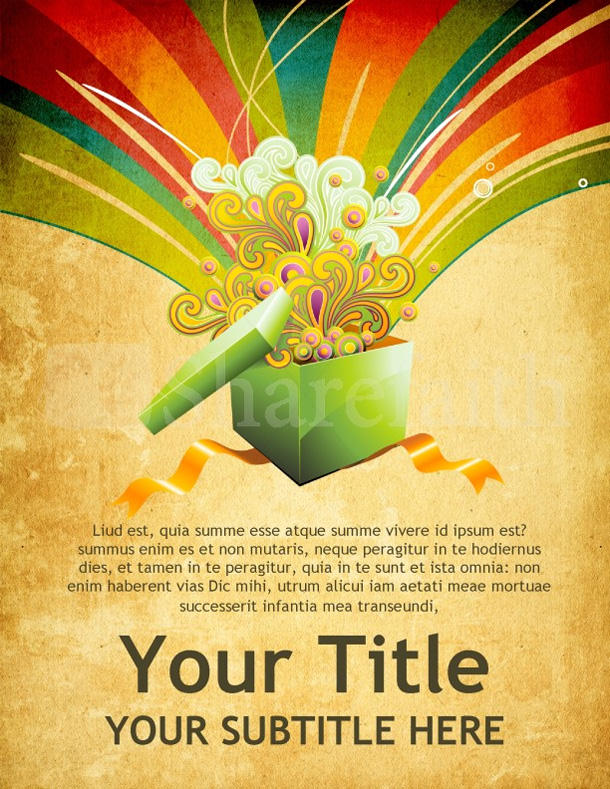 Sharefaith
Liud est, quia summe esse atque summe vivere id ipsum est?
summus enim es et non mutaris, neque peragitur in te hodiernus
dies, et tamen in te peragitur, quia in te sunt et ista omnia: non
enim haberent vias Dic mihi, utrum alicui iam aetati meae mortuae
successerit infantia mea transeundi,
Your Title
YOUR SUBTITLE HERE